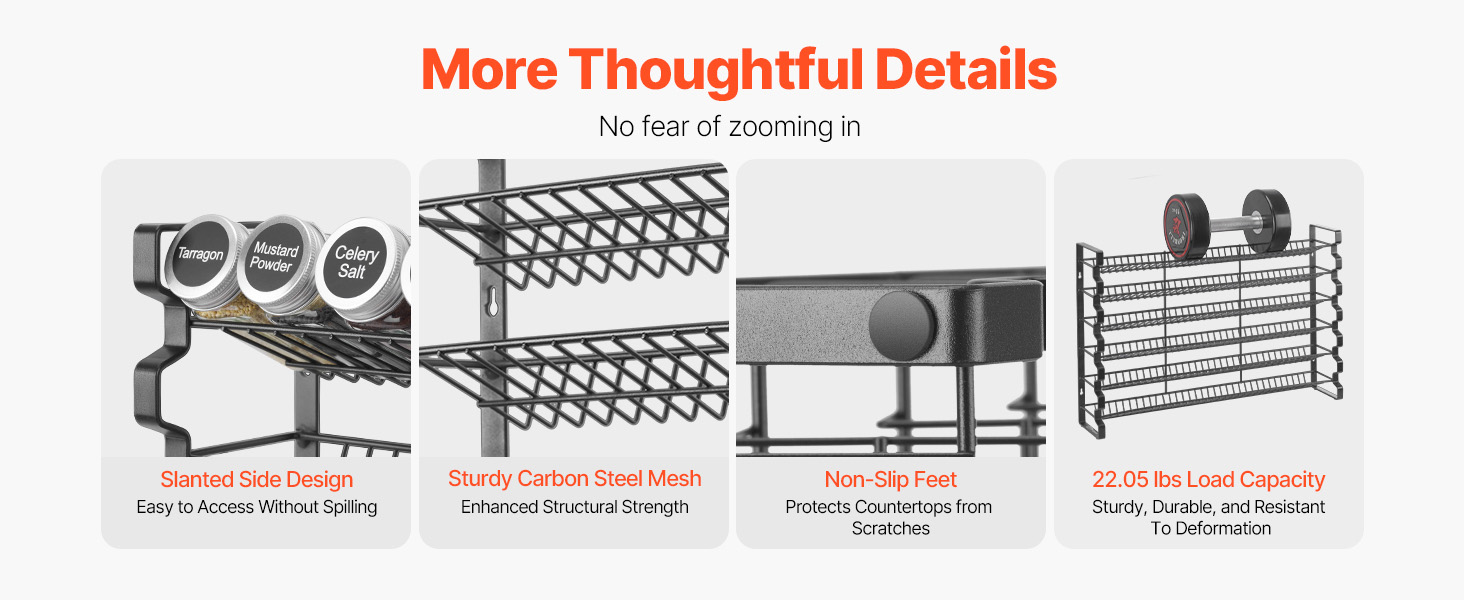 More Thoughtful Details
No fear of zooming in
Tarragon
Mustard
Powder
Celery
Salt
Slanted Side Design
Easy to Access Without Spilling
Sturdy Carbon Steel Mesh
Enhanced Structural Strength
Non-Slip Feet
Protects Countertops from
Scratches
22.05 lbs Load Capacity
Sturdy, Durable, and Resistant
To Deformation